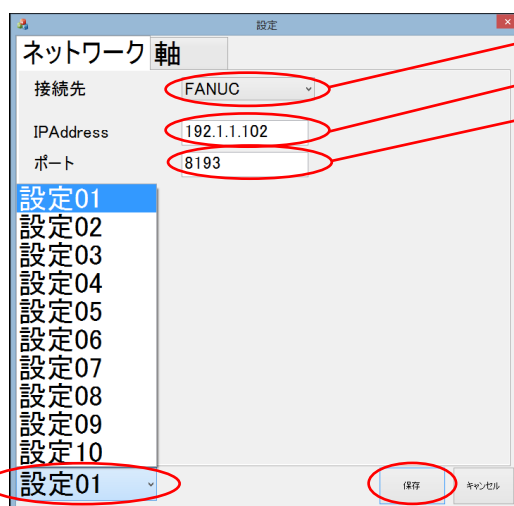 設定
ネットワーク 軸
接続先 FANUC
IPAddress 192.1.1.102
ポート 8193
設定01
設定02
設定03
設定04
設定05
設定06
設定07
設定08
設定09
設定10
設定01 保存 キャンセル